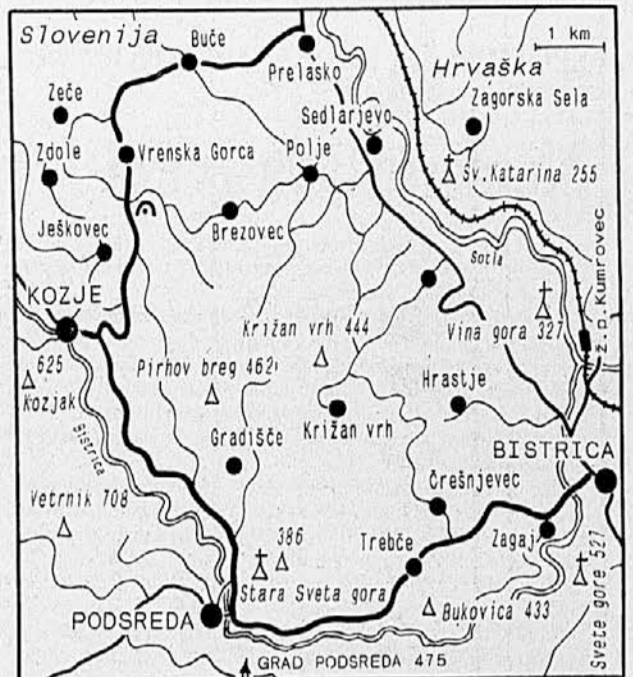 Slovenija
Buče
1 km
Prelasko
Hrvaška
Zeče
Zagorska Sela
Sedlarjevo
Zdole
Vrenska Gorca
Polje
Sv.Katarina 255
Brezovec
Ješkovec
Sotla
KOZJE
Križan vrh 444
Vina gora 327
ž.p.Kumrovec
625
Kozjak
Pirhov breg 462
Hrastje
Bistrica
Križan vrh
Gradišče
BISTRICA
Črešnjevec
Vetrnik 708
386
Trebče
Zagaj
Stara Sveta gora
Svete gore 527
PODSREDA
Bukovica 433
GRAD PODSREDA 475